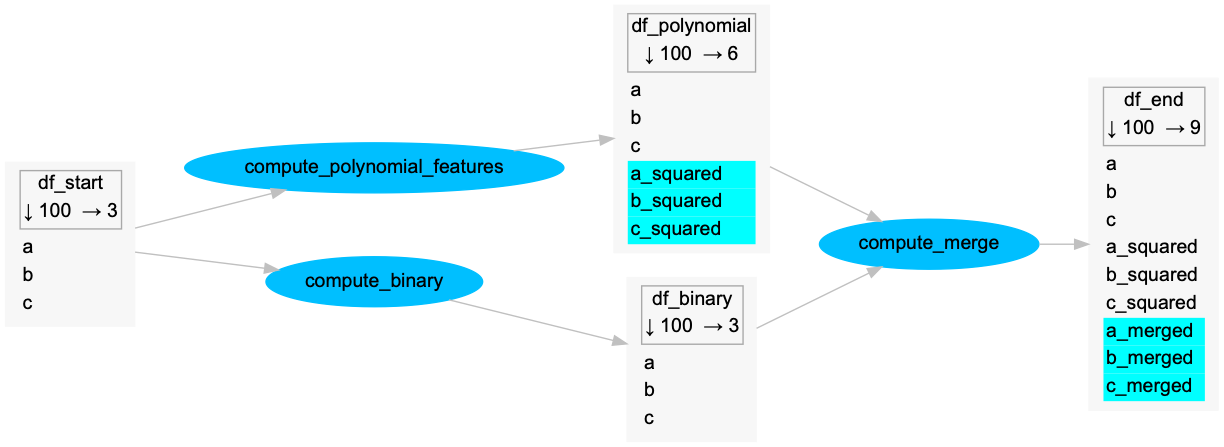 df_start
↓ 100 → 3
a
b
c
compute_polynomial_features
compute_binary
df_polynomial
↓ 100 → 6
a
b
c
a_squared
b_squared
c_squared
df_binary
↓ 100 → 3
a
b
c
compute_merge
df_end
↓ 100 → 9
a
b
c
a_squared
b_squared
c_squared
a_merged
b_merged
c_merged